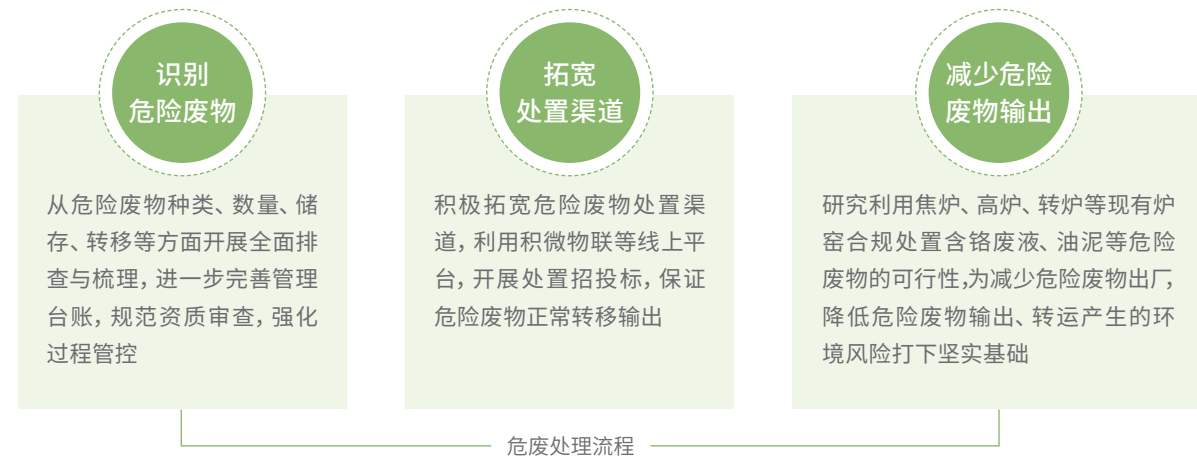 识别
危险废物
从危险废物种类、数量、储
存、转移等方面开展全面排
查与梳理，进一步完善管理
台账，规范资质审查，强化
过程管控
拓宽
处置渠道
积极拓宽危险废物处置渠
道，利用积微物联等线上平
台，开展处置招投标，保证
危险废物正常转移输出
减少危险
废物输出
研究利用焦炉、高炉、转炉等现有炉
窑合规处置含铬废液、油泥等危险
废物的可行性，为减少危险废物出厂，
降低危险废物输出、转运产生的环
境风险打下坚实基础
危废处理流程